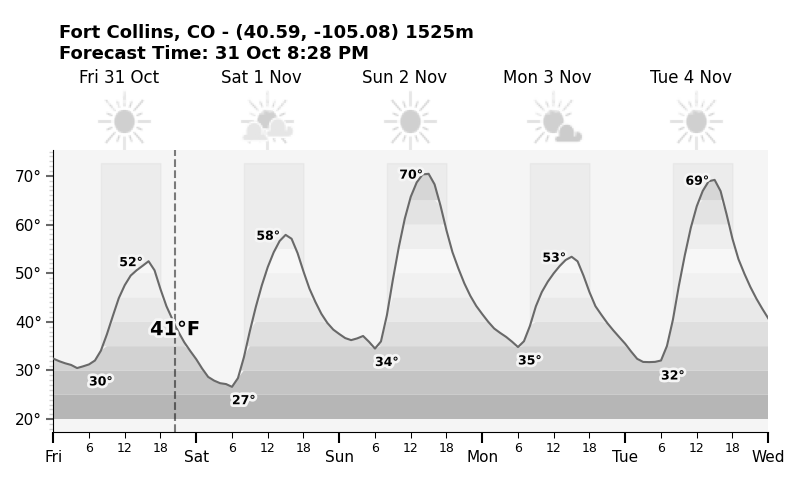 Fort Collins, CO - (40.59, -105.08) 1525m
Forecast Time: 31 Oct 8:28 PM
Fri 31 Oct Sat 1 Nov Sun 2 Nov Mon 3 Nov Tue 4 Nov
70°
60°
50°
40°
30°
20°
52° 58° 70° 53° 69°
41°F
30° 27° 34° 35° 32°
6 12 18 6 12 18 6 12 18 6 12 18 6 12 18
Fri Sat Sun Mon Tue Wed